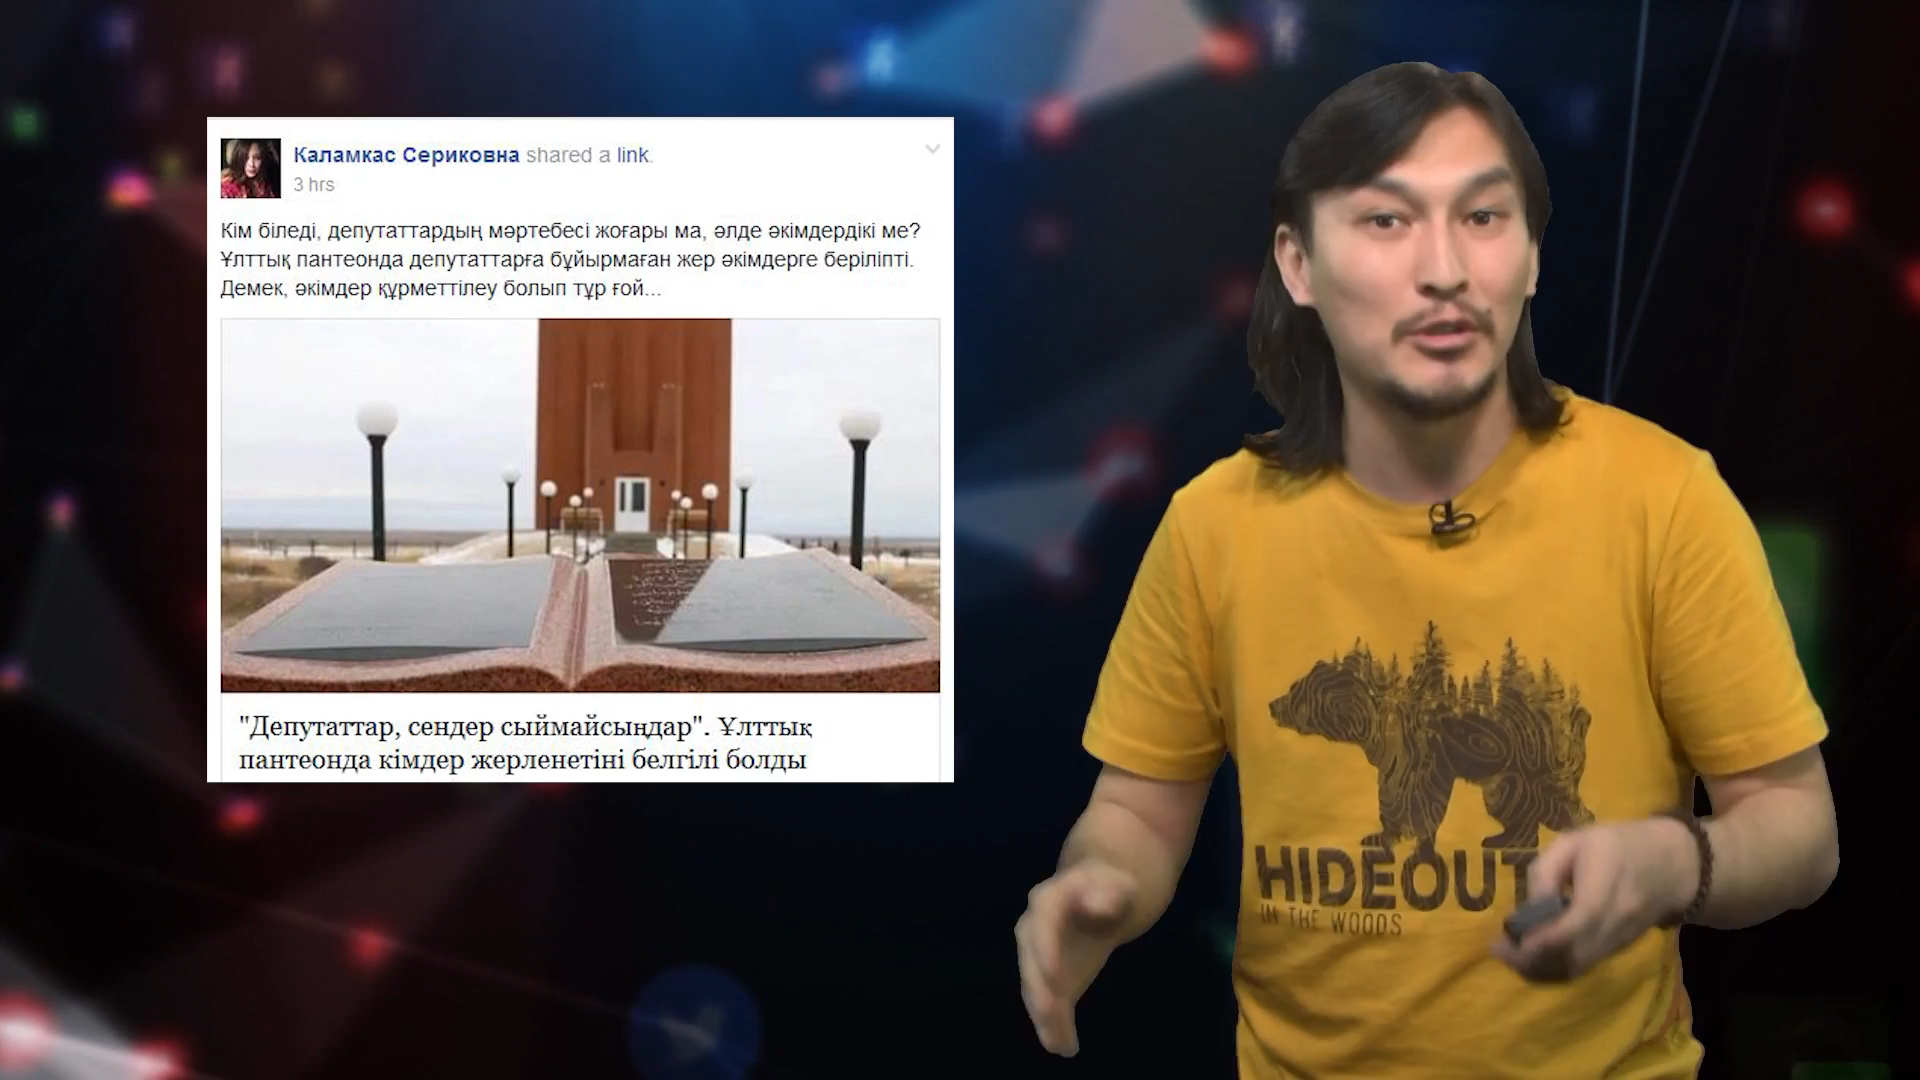 Каламкас Сериковна shared a link.
3 hrs
Кім біледі, депутаттардың мәртебесі жоғары ма, әлде әкімдердікі ме?
Ұлттық пантеонда депутаттарға бұйырмаған жер әкімдерге беріліпті.
Демек, әкімдер құрметтілеу болып тұр ғой...
"Депутаттар, сендер сыймайсыңдар". Ұлттық
пантеонда кімдер жерленетіні белгілі болды
HIDEOUT
IN THE WOODS